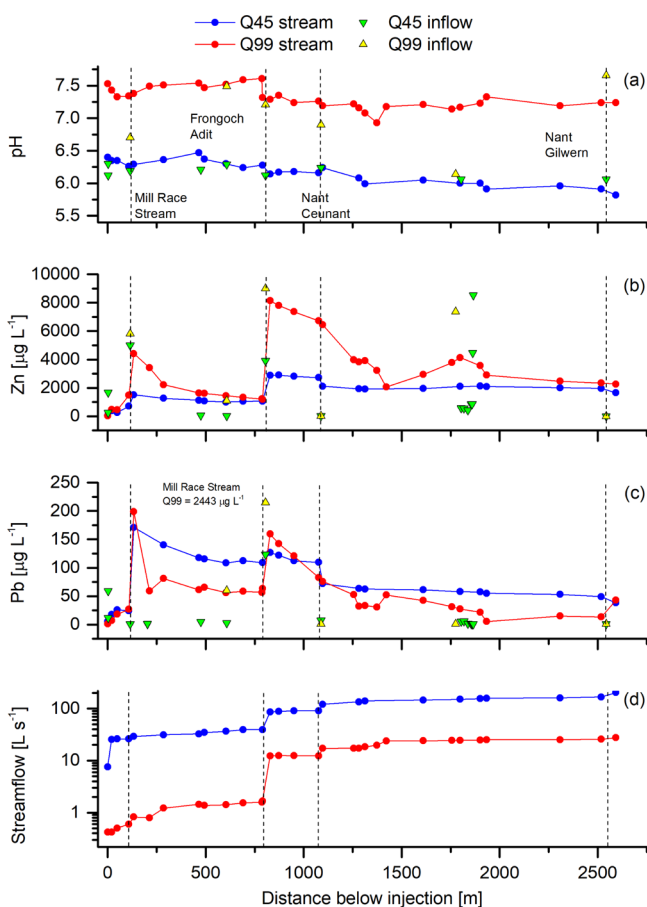 Q45 stream
Q45 inflow
Q99 stream
Q99 inflow
(a)
7.5
7.0
6.5
6.0
5.5
pH
Frongoch
Adit
Mill Race
Stream
Nant
Ceunant
Nant
Gilwern
(b)
10000
8000
6000
4000
2000
0
Zn [µg L⁻¹]
(c)
250
200
150
100
50
0
Pb [µg L⁻¹]
Mill Race Stream
Q99 = 2443 µg L⁻¹
(d)
100
10
1
Streamflow [L s⁻¹]
0 500 1000 1500 2000 2500
Distance below injection [m]